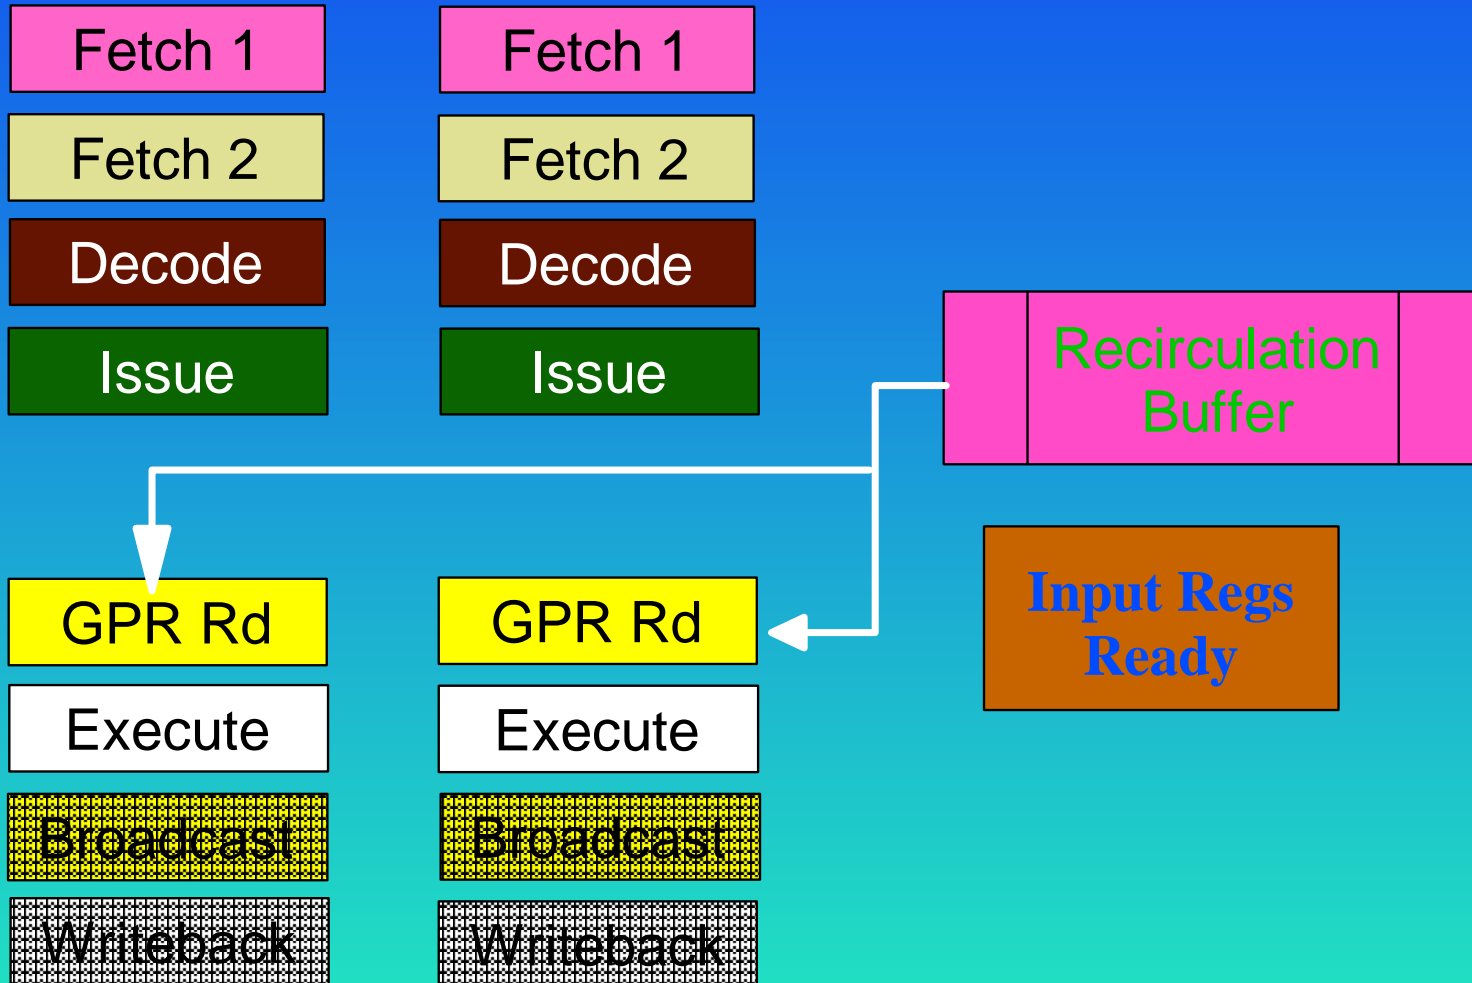 Fetch 1
Fetch 1
Fetch 2
Fetch 2
Decode
Decode
Issue
Issue
Recirculation
Buffer
Input Regs
Ready
GPR Rd
GPR Rd
Execute
Execute
Broadcast
Broadcast
Writeback
Writeback